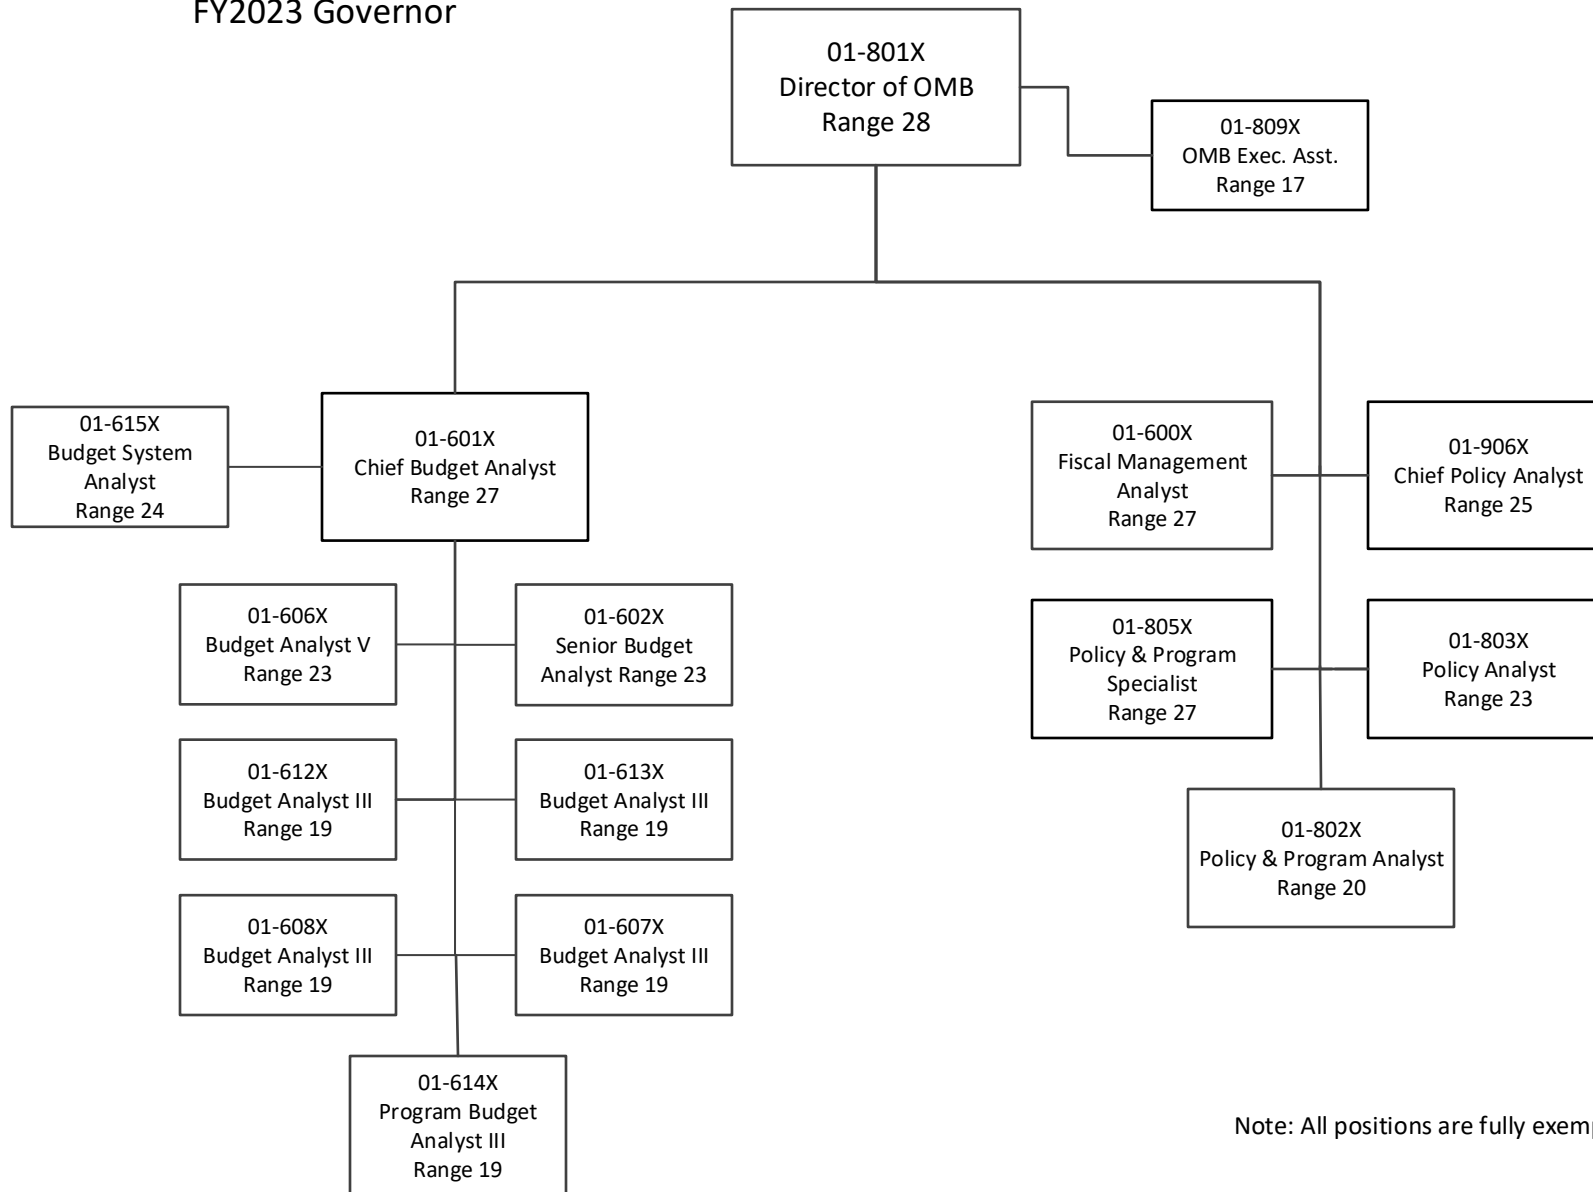 FY2023 Governor
01-801X
Director of OMB
Range 28
01-809X
OMB Exec. Asst.
Range 17
01-615X
Budget System
Analyst
Range 24
01-601X
Chief Budget Analyst
Range 27
01-600X
Fiscal Management
Analyst
Range 27
01-906X
Chief Policy Analyst
Range 25
01-606X
Budget Analyst V
Range 23
01-602X
Senior Budget
Analyst Range 23
01-805X
Policy & Program
Specialist
Range 27
01-803X
Policy Analyst
Range 23
01-612X
Budget Analyst III
Range 19
01-613X
Budget Analyst III
Range 19
01-802X
Policy & Program Analyst
Range 20
01-608X
Budget Analyst III
Range 19
01-607X
Budget Analyst III
Range 19
01-614X
Program Budget
Analyst III
Range 19
Note: All positions are fully